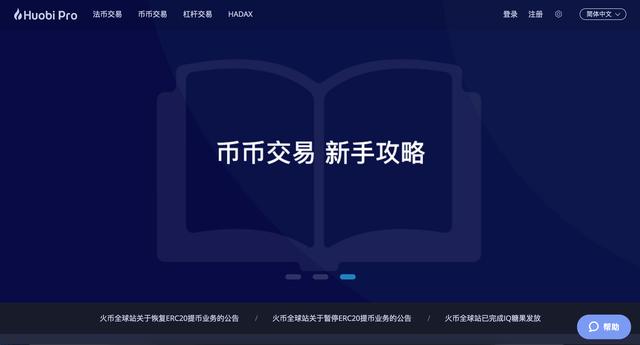 Huobi Pro 法币交易 币币交易 杠杆交易 HADAX 登录 注册 简体中文
币币交易 新手攻略
火币全球站关于恢复ERC20提币业务的公告 / 火币全球站关于暂停ERC20提币业务的公告 / 火币全球站已完成IQ糖果发放
帮助